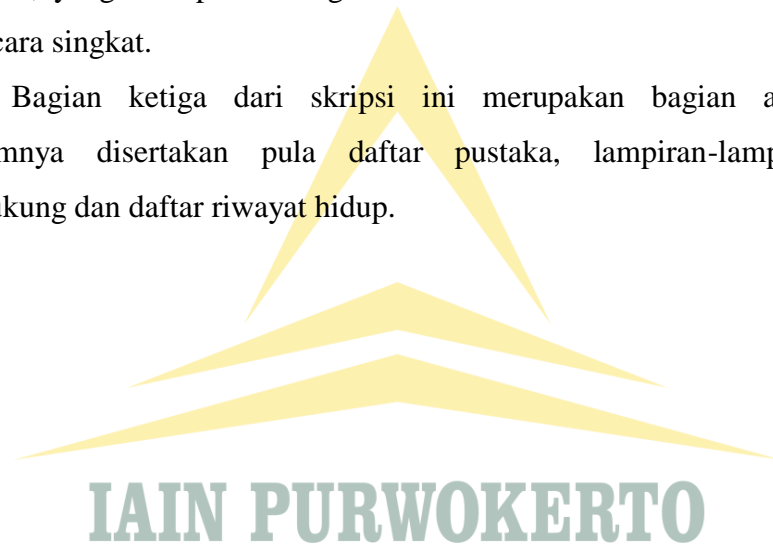 cara singkat.
Bagian ketiga dari skripsi ini merupakan bagian a
mnya disertakan pula daftar pustaka, lampiran-lamp
ukung dan daftar riwayat hidup.
IAIN PURWOKERTO